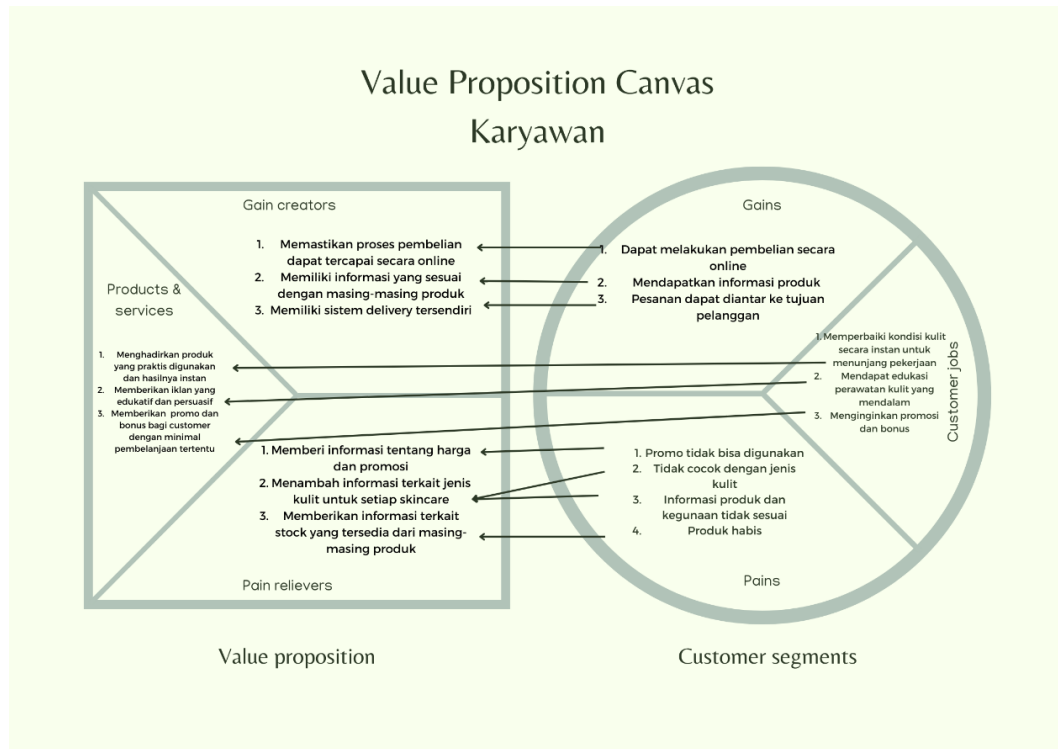 Value Proposition Canvas
Karyawan
Gain creators
1. Memastikan proses pembelian
dapat tercapai secara online
2. Memiliki informasi yang sesuai
dengan masing-masing produk
3. Memiliki sistem delivery tersendiri
Products &
services
1. Menghadirkan produk
yang praktis digunakan
dan hasilnya instan
2. Memberikan iklan yang
edukatif dan persuasif
3. Memberikan promo dan
bonus bagi customer
dengan minimal
pembelanjaan tertentu
1. Memberi informasi tentang harga
dan promosi
2. Menambah informasi terkait jenis
kulit untuk setiap skincare
3. Memberikan informasi terkait
stock yang tersedia dari masing-
masing produk
Pain relievers
Value proposition
Gains
1. Dapat melakukan pembelian secara
online
2. Mendapatkan informasi produk
3. Pesanan dapat diantar ke tujuan
pelanggan
1. Memperbaiki kondisi kulit
secara instan untuk
menunjang pekerjaan
2. Mendapat edukasi
perawatan kulit yang
mendalam
3. Menginginkan promosi
dan bonus
Customer jobs
1. Promo tidak bisa digunakan
2. Tidak cocok dengan jenis
kulit
3. Informasi produk dan
kegunaan tidak sesuai
4. Produk habis
Pains
Customer segments